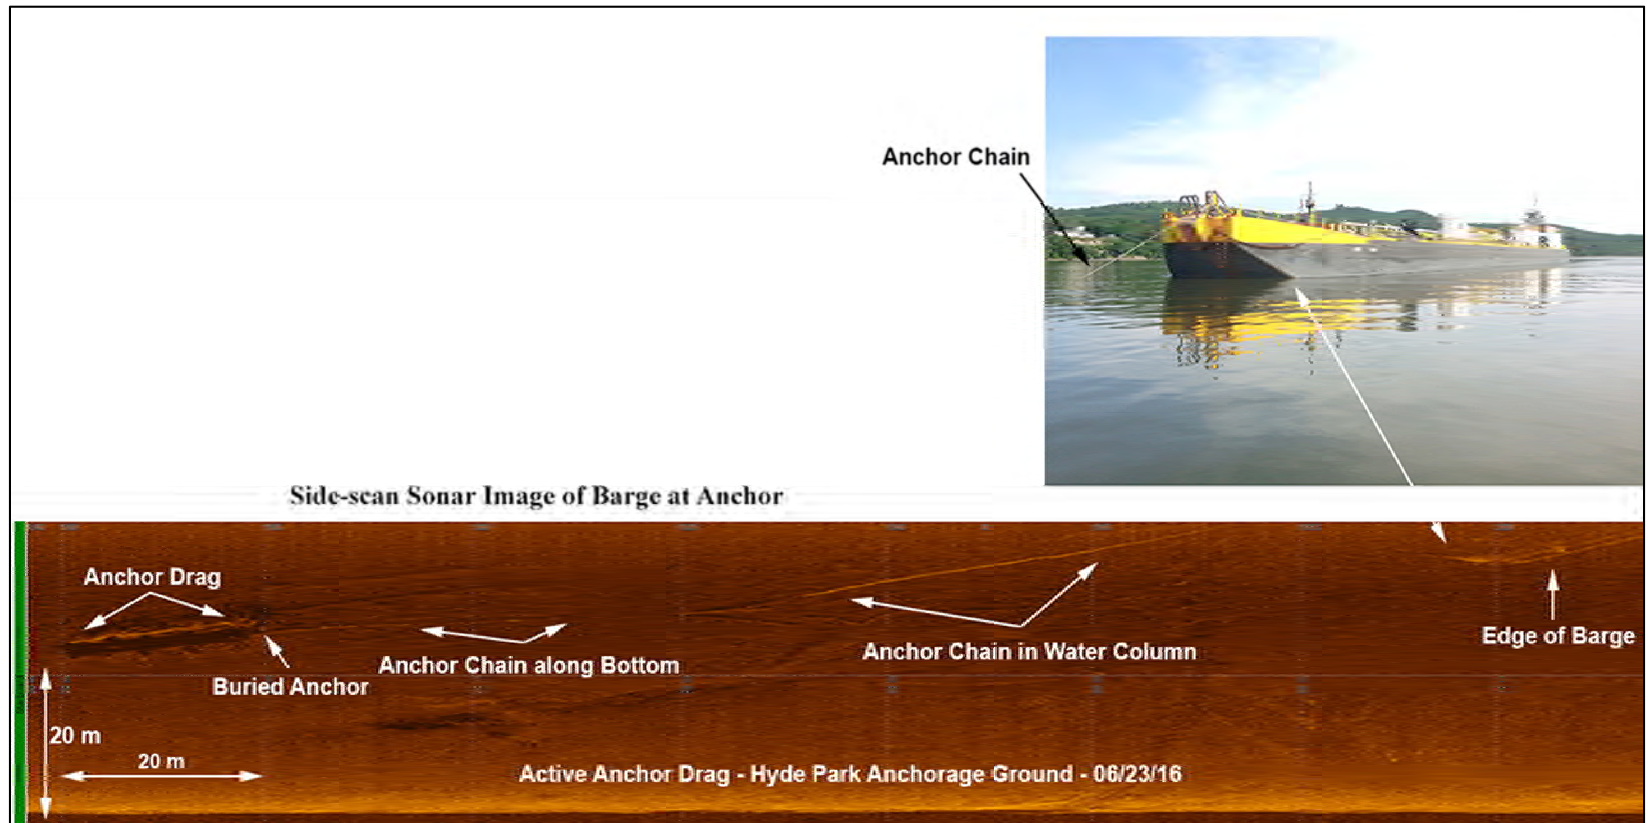 Anchor Chain
Side-scan Sonar Image of Barge at Anchor
Anchor Drag
Buried Anchor
Anchor Chain along Bottom
Anchor Chain in Water Column
Edge of Barge
20 m
20 m
Active Anchor Drag - Hyde Park Anchorage Ground - 06/23/16